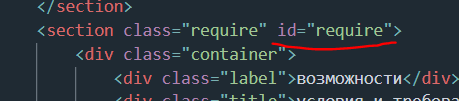 </section>
<section class="require" id="require">
<div class="container">
<div class="label">возможности</div>
<div class="title">условия и требова